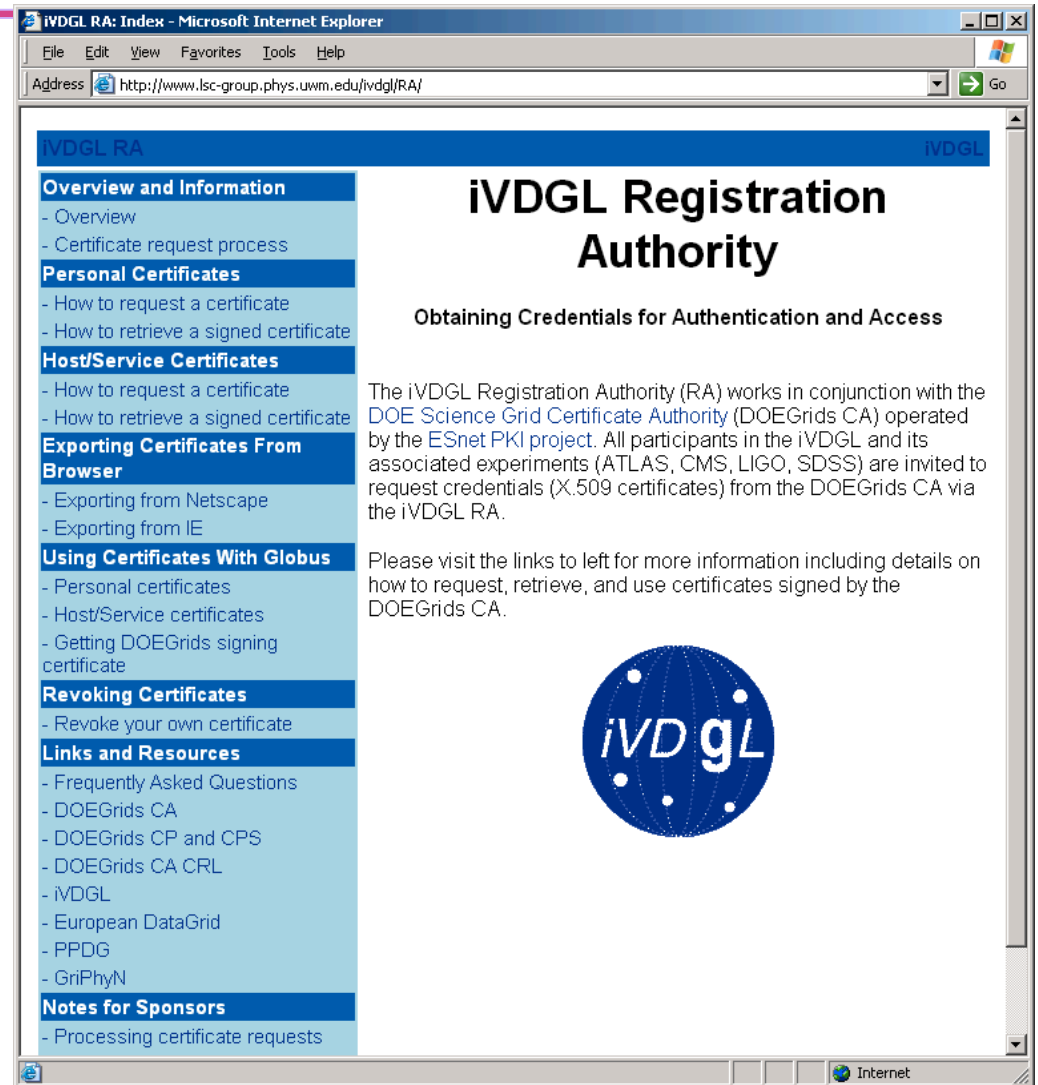 iVDGL RA: Index - Microsoft Internet Explorer
File Edit View Favorites Tools Help
Address http://www.lsc-group.phys.uwm.edu/ivdgl/RA/ Go
iVDGL RA iVDGL
Overview and Information
- Overview
- Certificate request process
Personal Certificates
- How to request a certificate
- How to retrieve a signed certificate
Host/Service Certificates
- How to request a certificate
- How to retrieve a signed certificate
Exporting Certificates From
Browser
- Exporting from Netscape
- Exporting from IE
Using Certificates With Globus
- Personal certificates
- Host/Service certificates
- Getting DOEGrids signing
certificate
Revoking Certificates
- Revoke your own certificate
Links and Resources
- Frequently Asked Questions
- DOEGrids CA
- DOEGrids CP and CPS
- DOEGrids CA CRL
- iVDGL
- European DataGrid
- PPDG
- GriPhyN
Notes for Sponsors
- Processing certificate requests
iVDGL Registration
Authority
Obtaining Credentials for Authentication and Access
The iVDGL Registration Authority (RA) works in conjunction with the
DOE Science Grid Certificate Authority (DOEGrids CA) operated
by the ESnet PKI project. All participants in the iVDGL and its
associated experiments (ATLAS, CMS, LIGO, SDSS) are invited to
request credentials (X.509 certificates) from the DOEGrids CA via
the iVDGL RA.
Please visit the links to left for more information including details on
how to request, retrieve, and use certificates signed by the
DOEGrids CA.
iVDgL
Internet